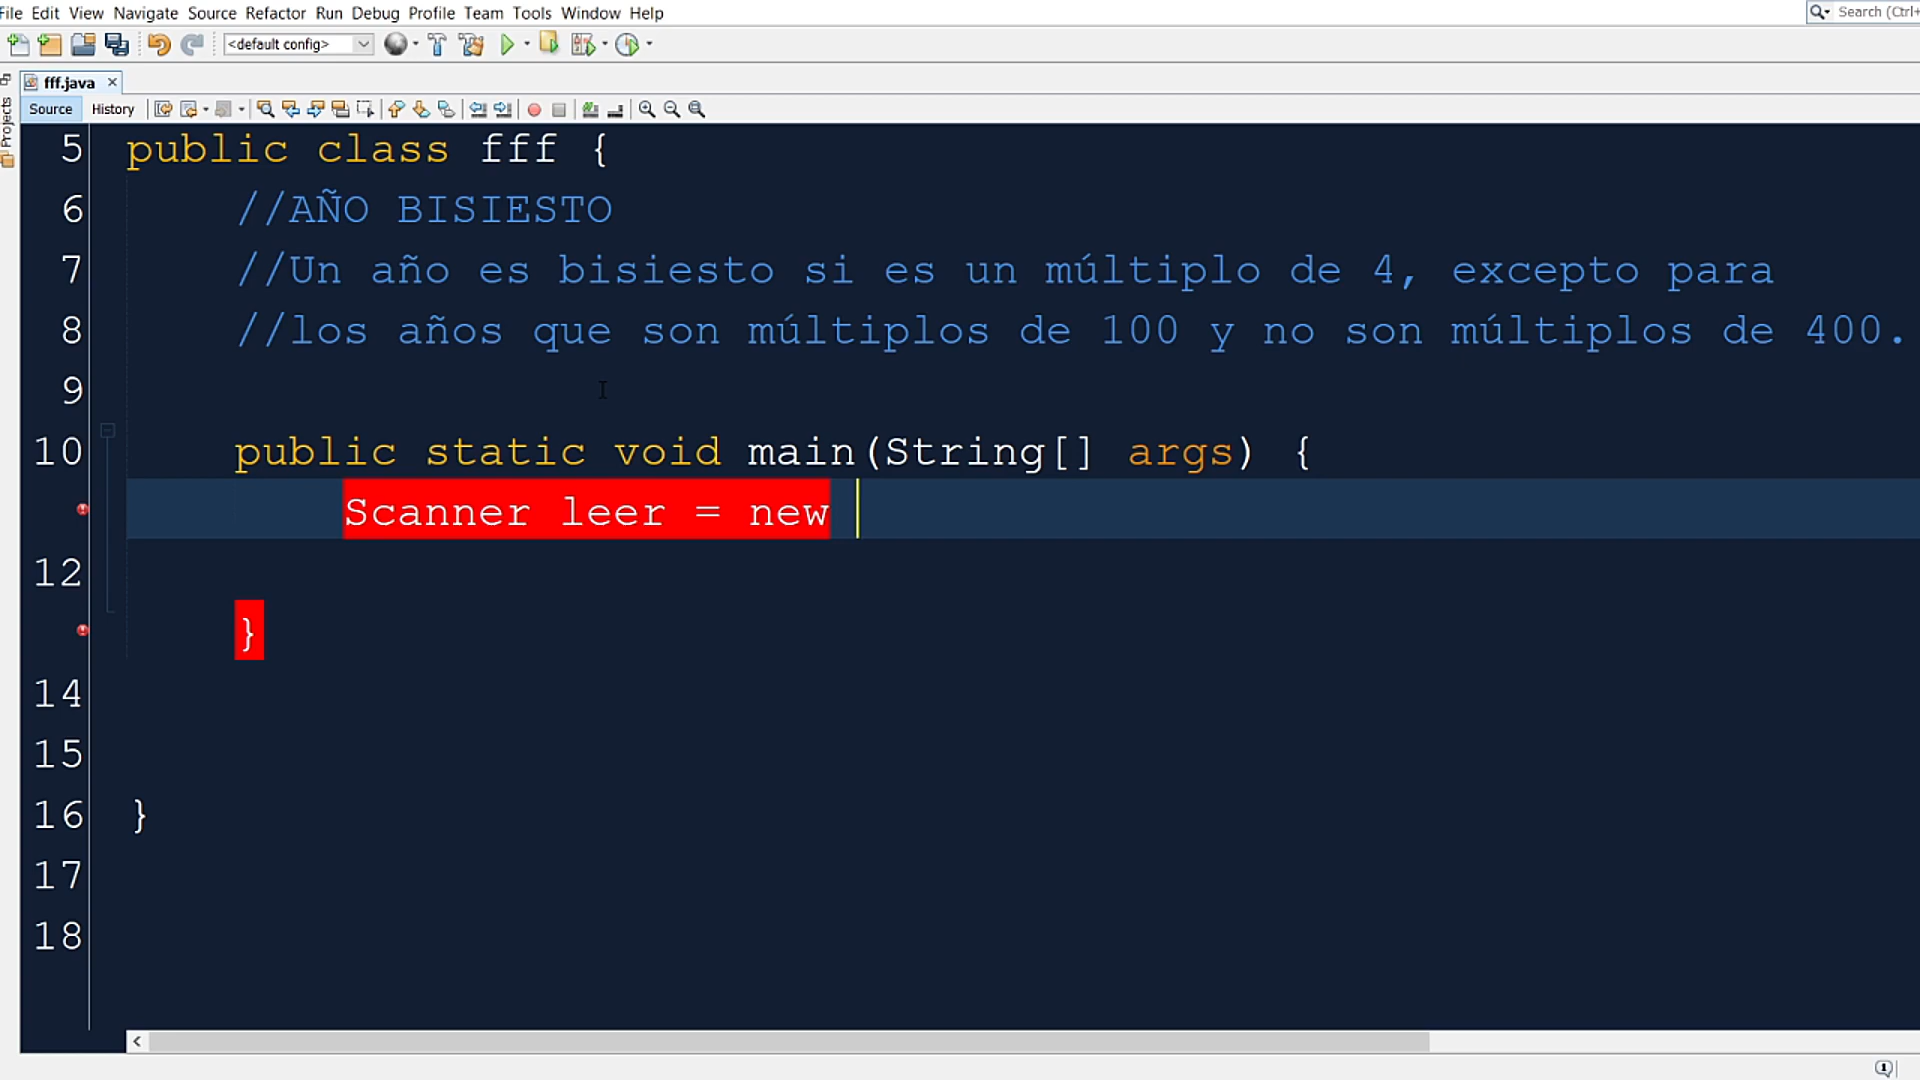 File Edit View Navigate Source Refactor Run Debug Profile Team Tools Window Help
Search (Ctrl+
<default config>
Projects
fff.java
Source History
5 public class fff {
6 //AÑO BISIESTO
7 //Un año es bisiesto si es un múltiplo de 4, excepto para
8 //los años que son múltiplos de 100 y no son múltiplos de 400.
9
10 public static void main(String[] args) {
Scanner leer = new
12
}
14
15
16 }
17
18